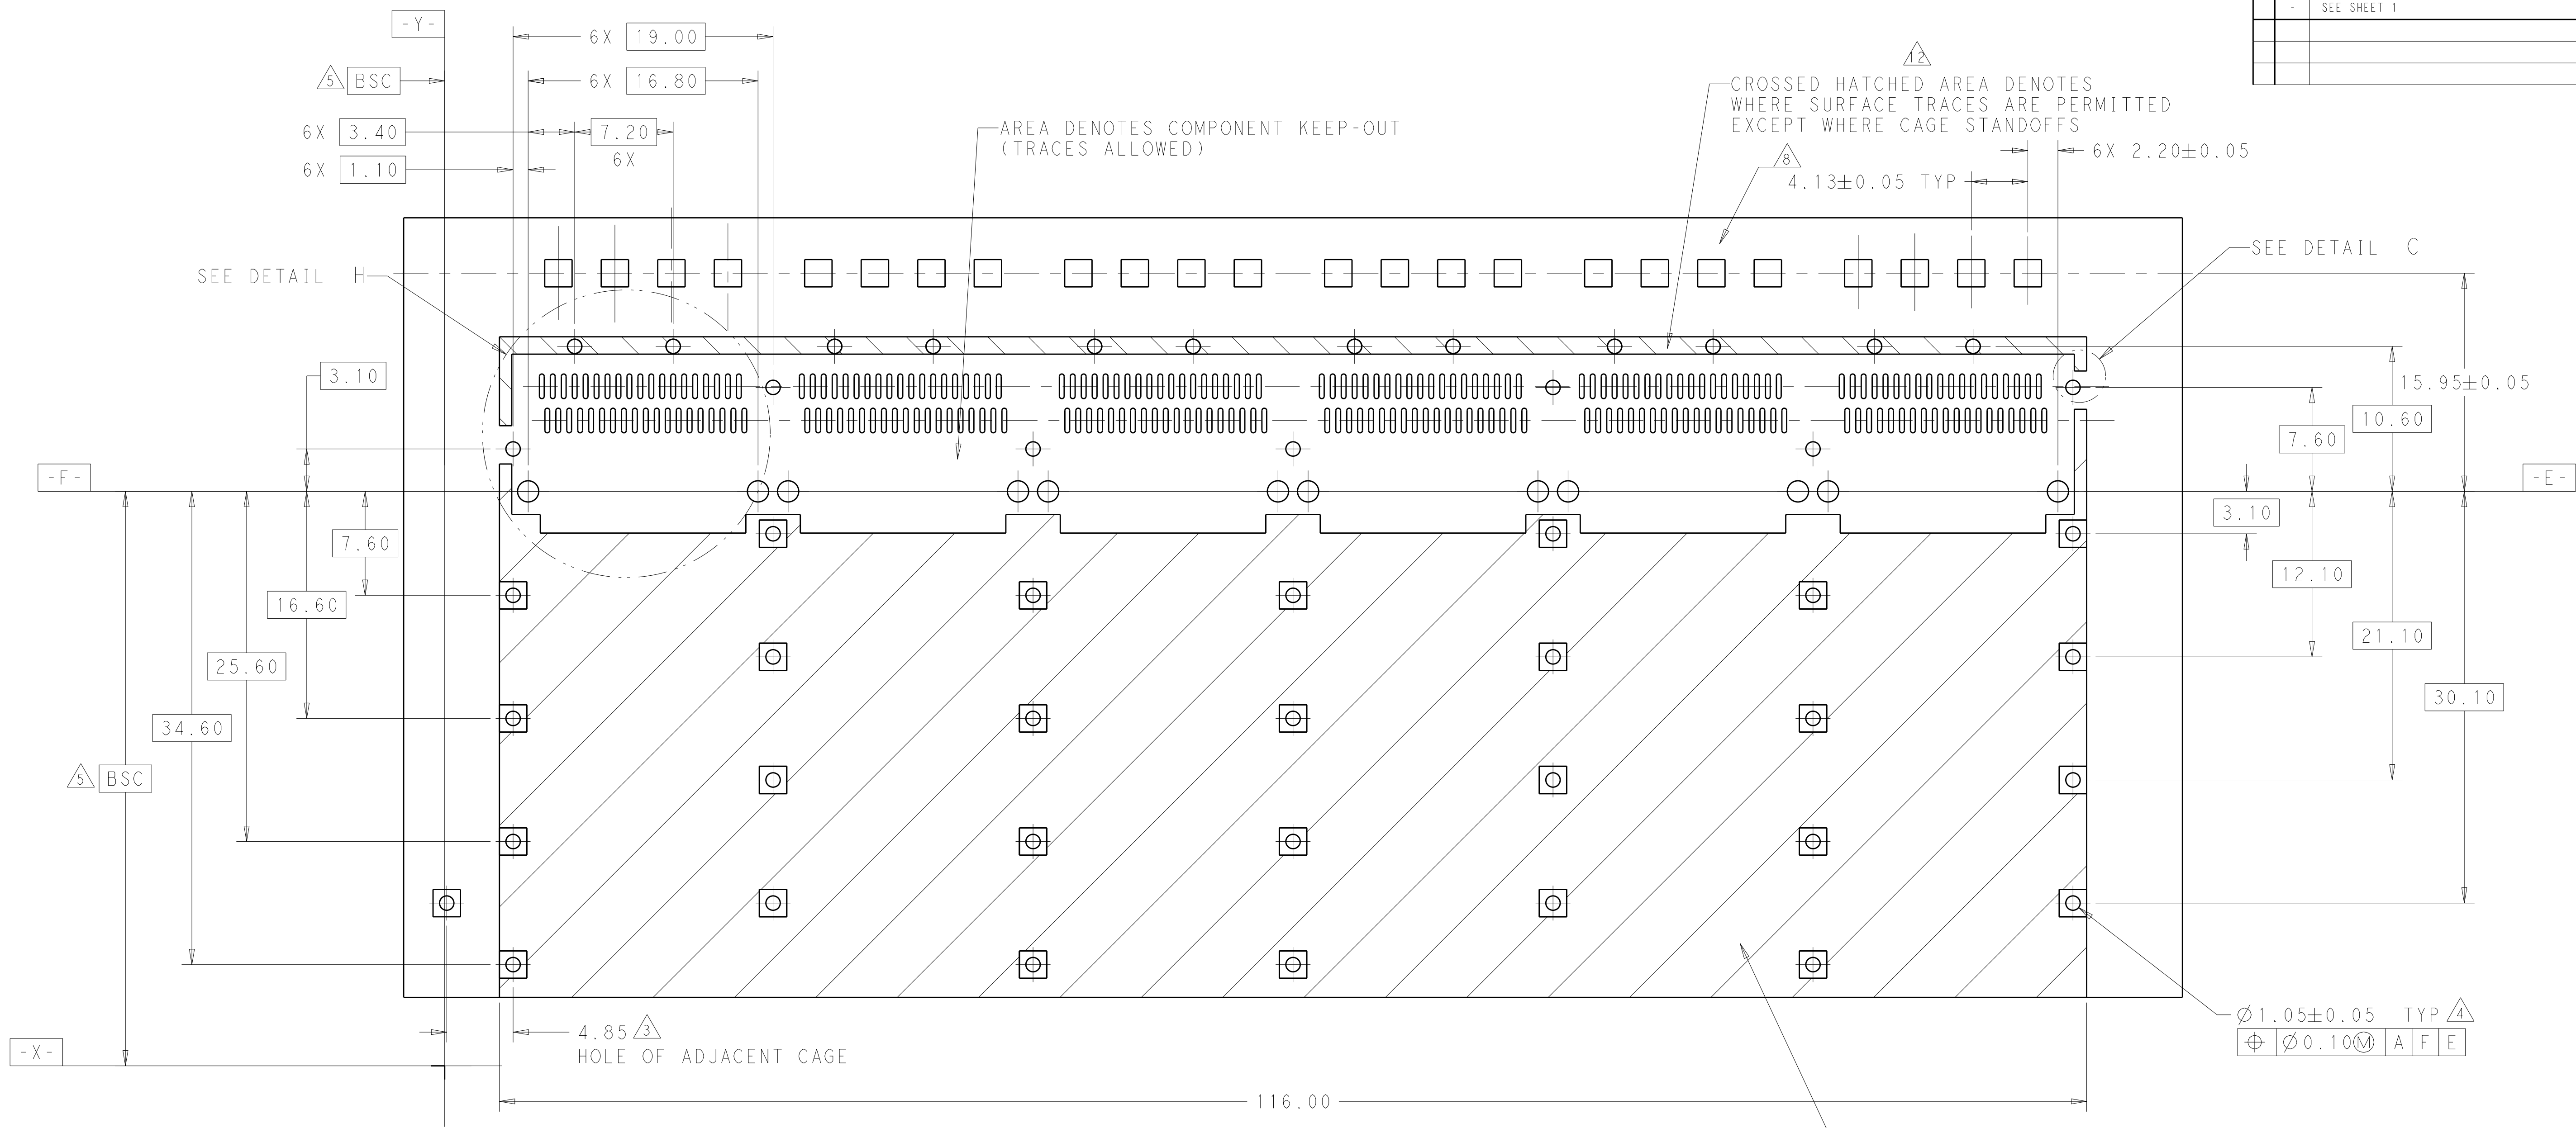 - SEE SHEET 1
-Y-
6X 19.00
12
5 BSC
6X 16.80
CROSSED HATCHED AREA DENOTES
WHERE SURFACE TRACES ARE PERMITTED
EXCEPT WHERE CAGE STANDOFFS
6X 3.40
7.20
6X
AREA DENOTES COMPONENT KEEP-OUT
(TRACES ALLOWED)
6X 1.10
8
6X 2.20±0.05
4.13±0.05 TYP
SEE DETAIL H
SEE DETAIL C
3.10
15.95±0.05
10.60
7.60
-F-
-E-
3.10
7.60
12.10
16.60
21.10
25.60
30.10
34.60
5 BSC
4.85 3
HOLE OF ADJACENT CAGE
Ø1.05±0.05 TYP 4
⌖ Ø0.10Ⓜ A F E
-X-
116.00